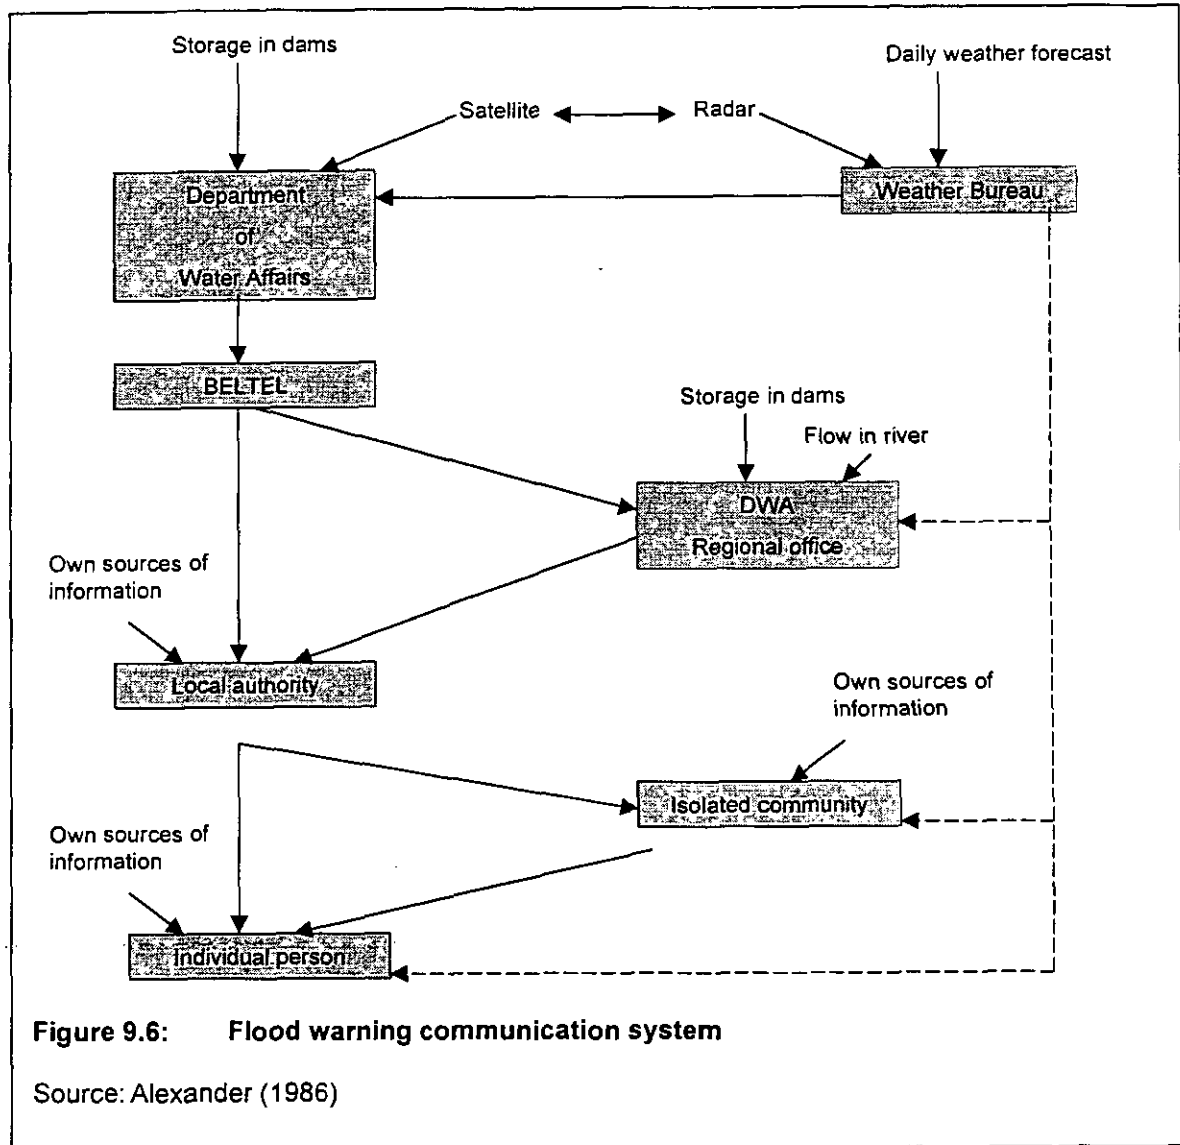 Storage in dams
Daily weather forecast
Satellite
Radar
Department
of
Water Affairs
Weather Bureau
BELTEL
Storage in dams
Flow in river
DWA
Regional office
Own sources of
information
Local authority
Own sources of
information
Isolated community
Own sources of
information
Individual person
Figure 9.6: Flood warning communication system
Source: Alexander (1986)